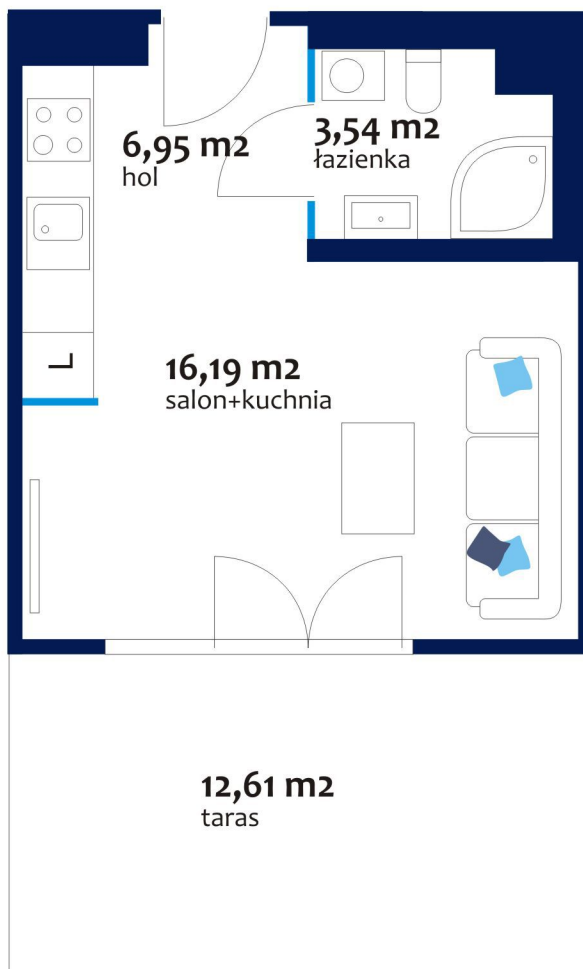 6,95 m2
hol
3,54 m2
łazienka
L
16,19 m2
salon+kuchnia
12,61 m2
taras